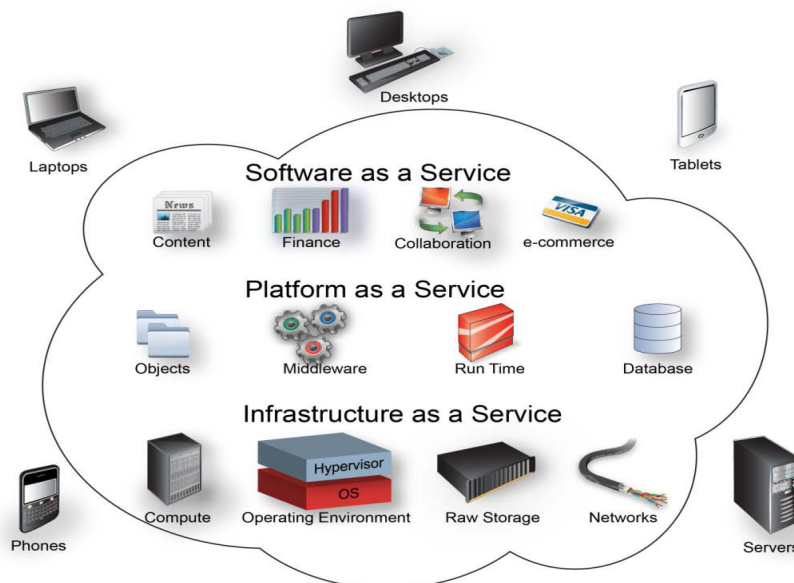 Desktops
Laptops
Tablets
Software as a Service
News
VISA
Content Finance Collaboration e-commerce
Platform as a Service
Objects Middleware Run Time Database
Infrastructure as a Service
Hypervisor
OS
Compute Operating Environment Raw Storage Networks
Phones
Servers